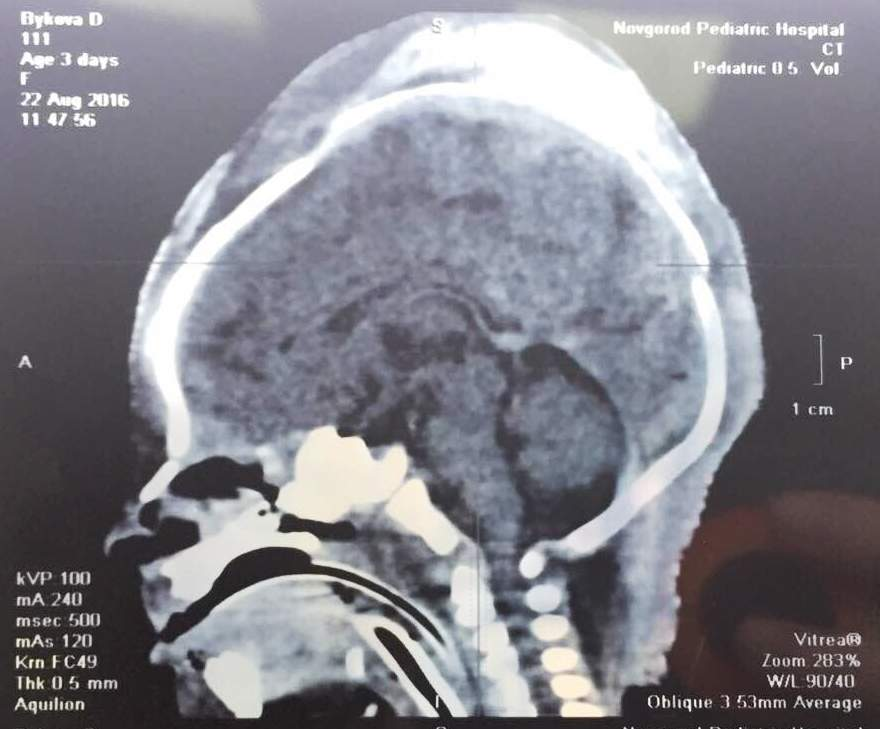 Bykova D
111
Age 3 days
F
22 Aug 2016
11 47 56
Novgorod Pediatric Hospital
CT
Pediatric 0.5 Vol.
S
A
P
1 cm
kVP 100
mA 240
msec 500
mAs 120
Krn FC49
Thk 0.5 mm
Aquilion
Vitrea®
Zoom 283%
W/L 90/40
Oblique 3.53mm Average
I